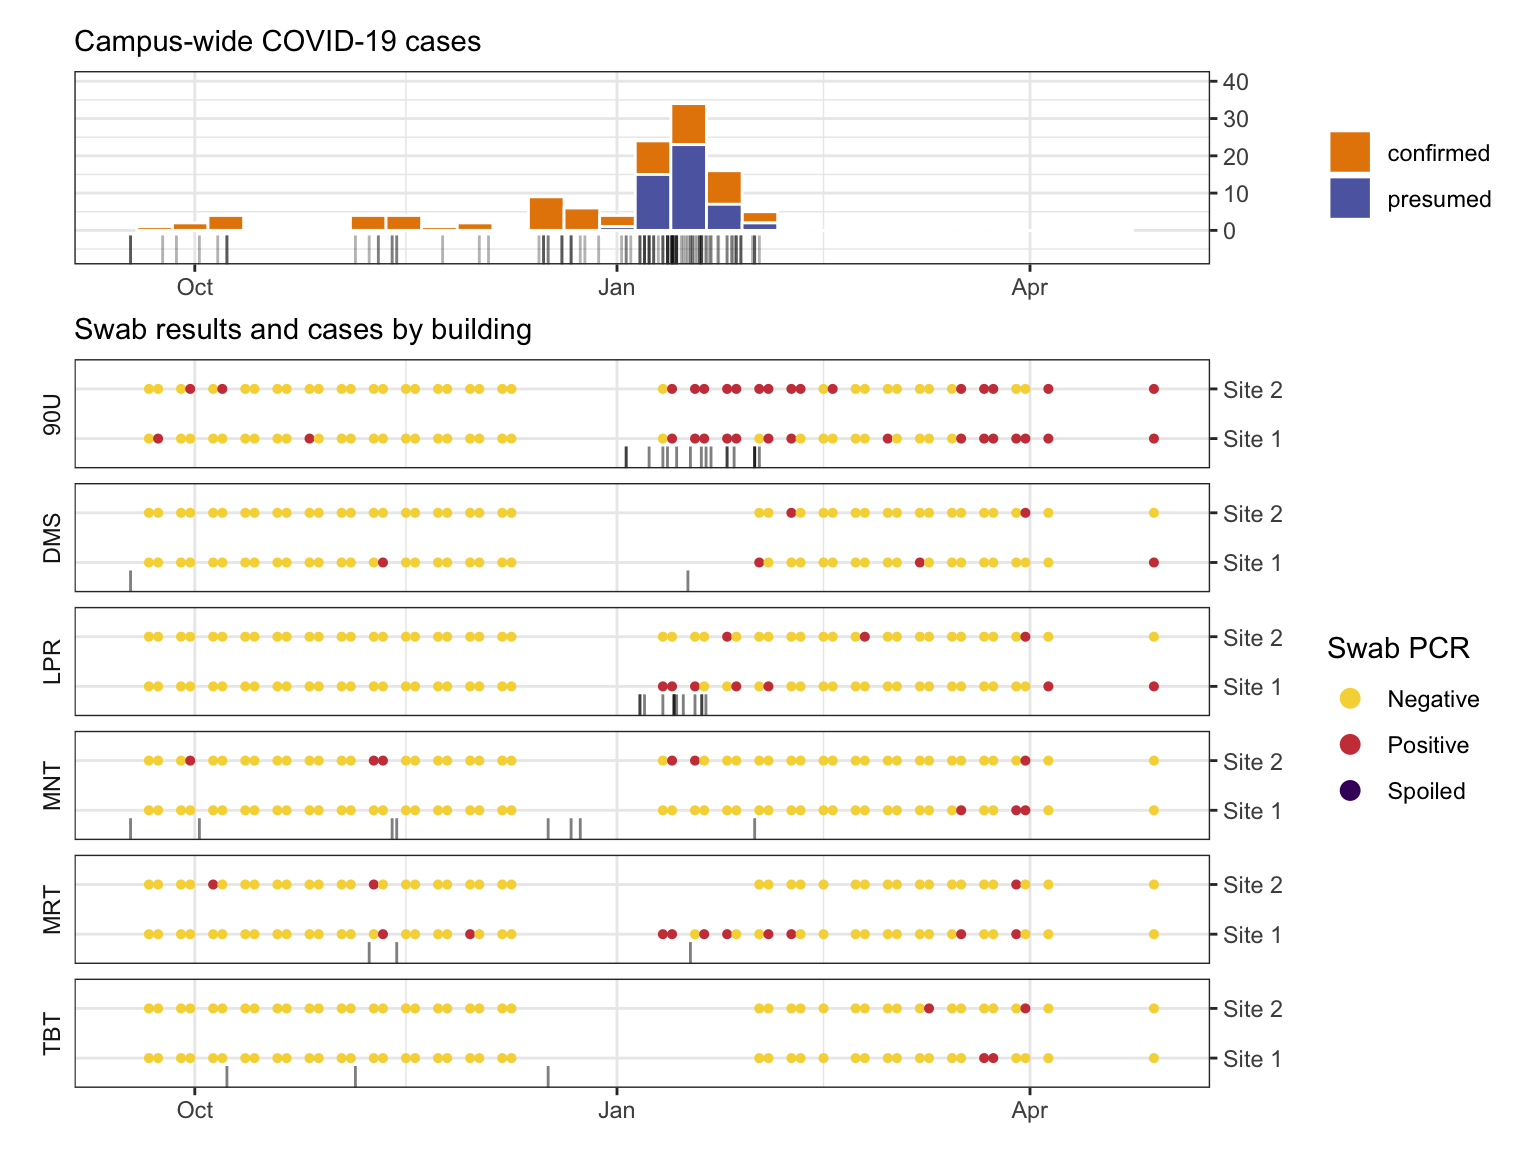 Campus-wide COVID-19 cases
40
30
20
10
0
Oct Jan Apr
confirmed
presumed
Swab results and cases by building
90U
Site 2
Site 1
DMS
Site 2
Site 1
LPR
Site 2
Site 1
MNT
Site 2
Site 1
MRT
Site 2
Site 1
TBT
Site 2
Site 1
Oct Jan Apr
Swab PCR
Negative
Positive
Spoiled